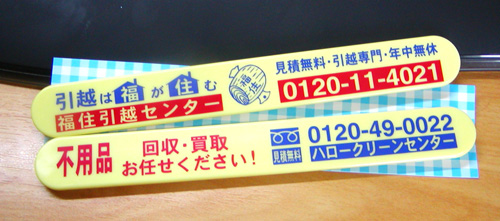 引越は福が住む
福住引越センター
福住
見積無料・引越専門・年中無休
0120-11-4021
不用品
回収・買取
お任せください!
見積無料
0120-49-0022
ハロークリーンセンター